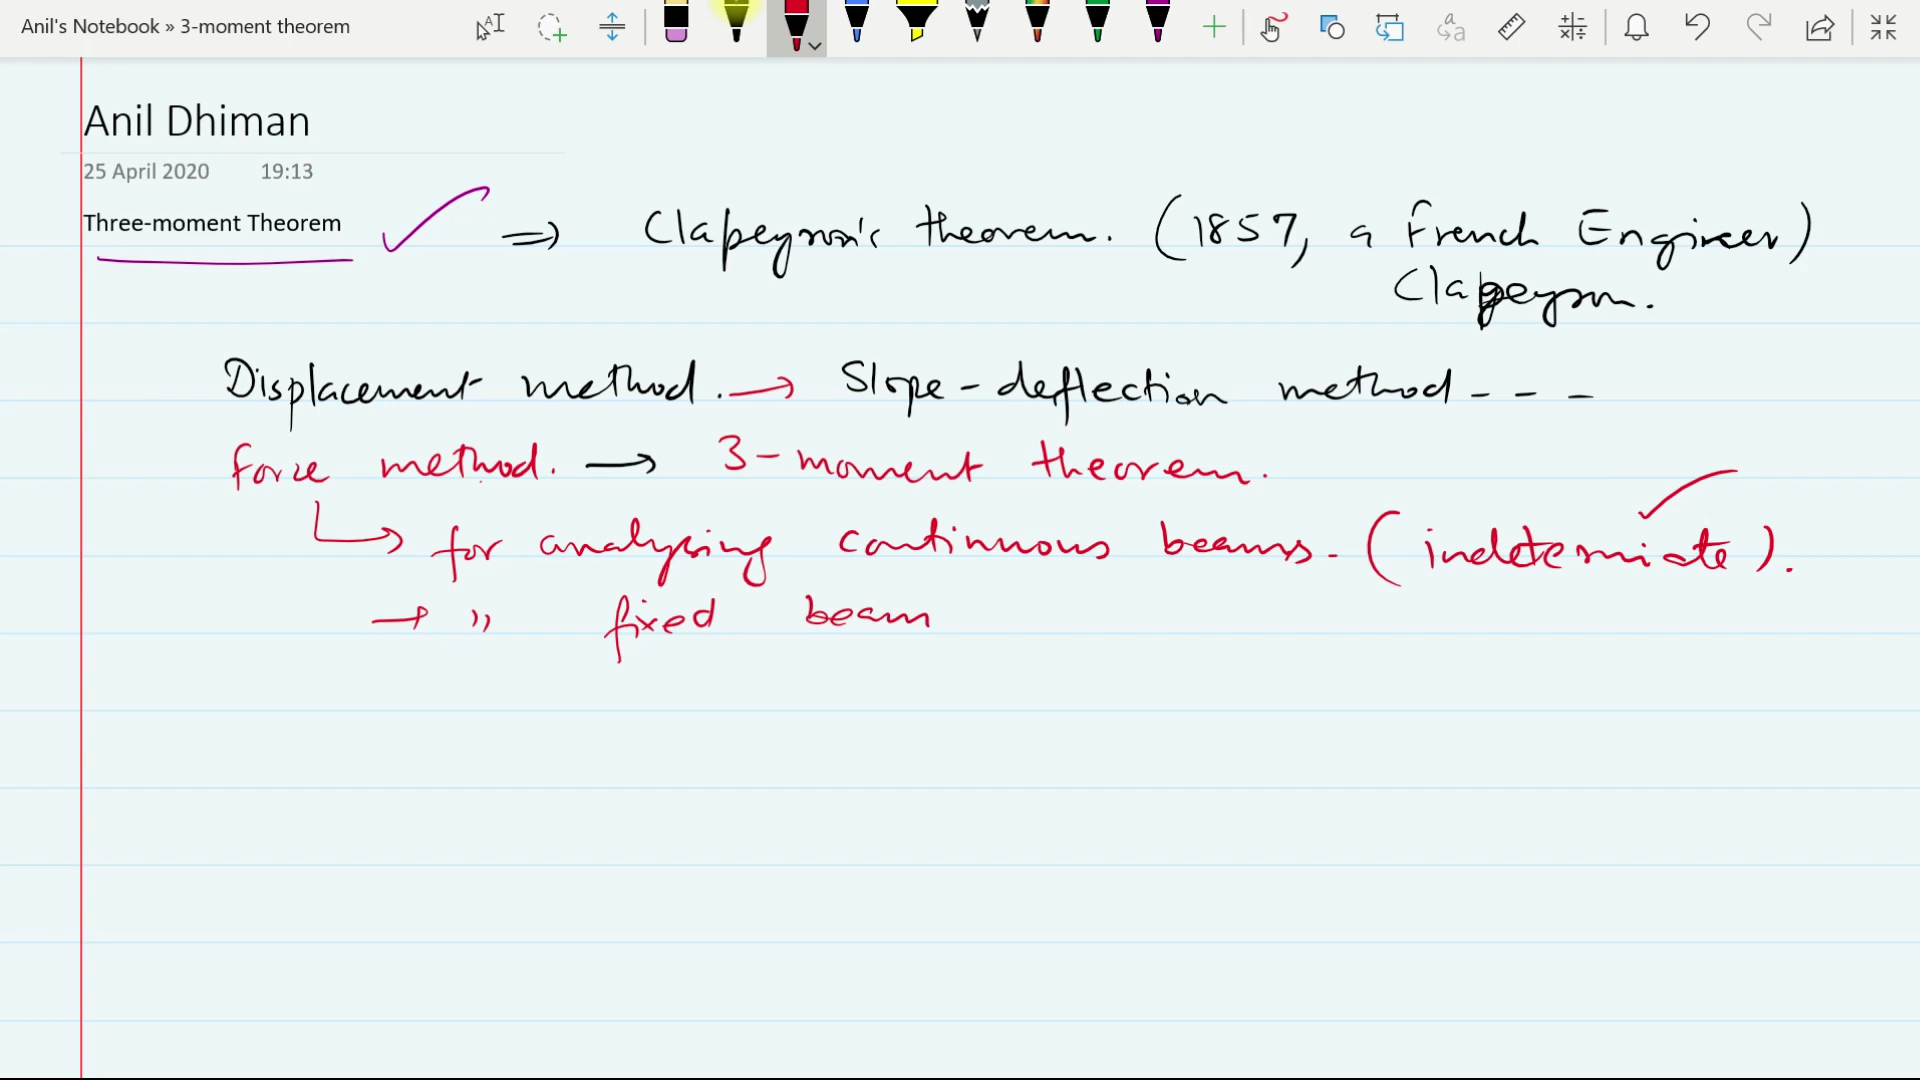 Anil's Notebook » 3-moment theorem
Anil Dhiman
25 April 2020 19:13
Three-moment Theorem ✓ ⇒ Clapeyron's theorem. (1857, a French Engineer)
Clapeyron.
Displacement method. → Slope-deflection method - - -
Force method. → 3-moment theorem.
↳ for analysing continuous beams. (indeterminate).
→ " fixed beam